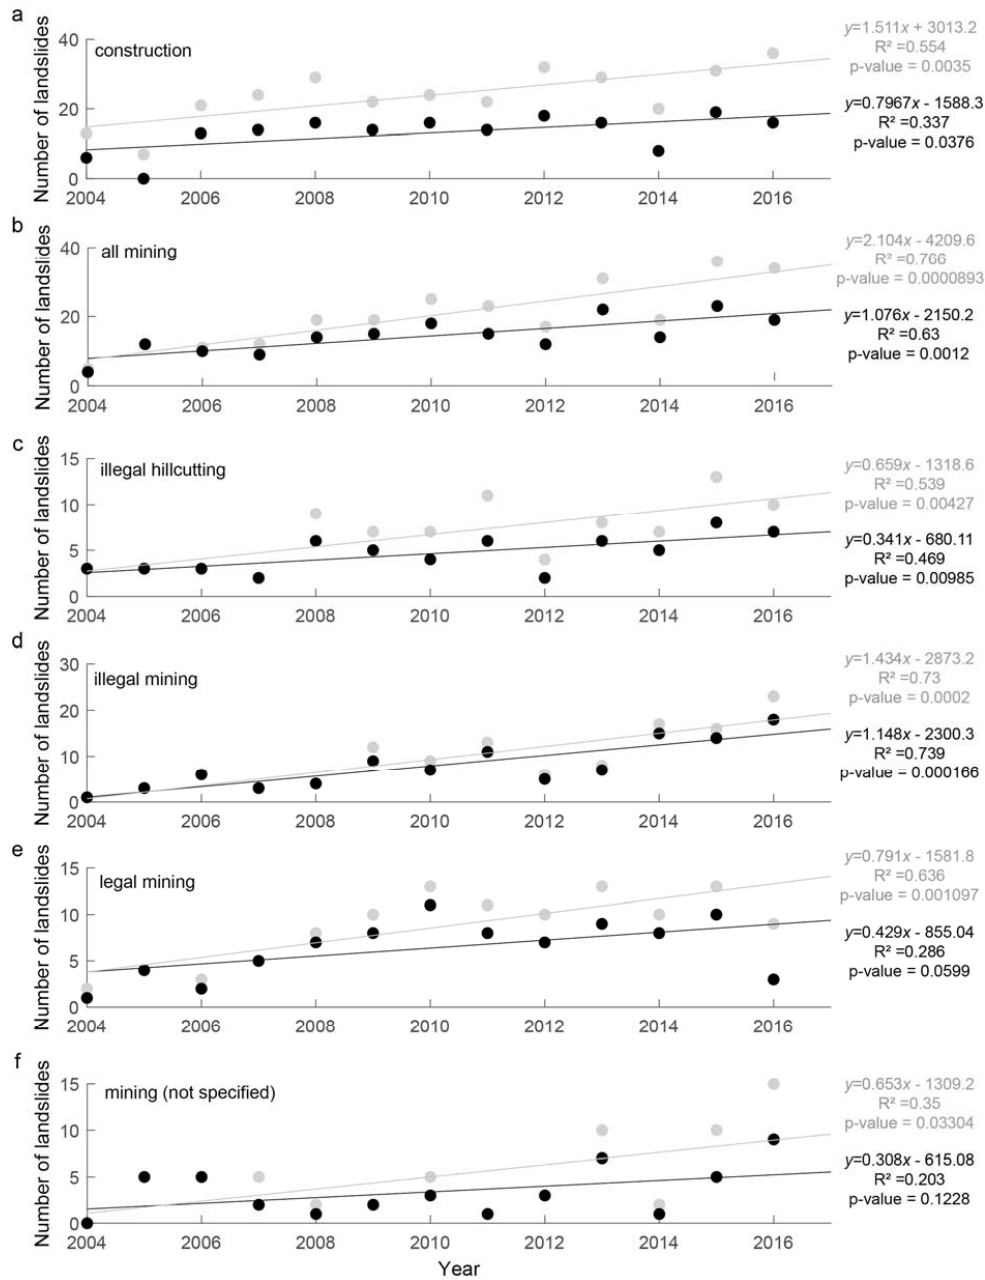 a
construction
Number of landslides
40
20
0
2004 2006 2008 2010 2012 2014 2016
y=1.511x + 3013.2
R² =0.554
p-value = 0.0035
y=0.7967x - 1588.3
R² =0.337
p-value = 0.0376
b
all mining
Number of landslides
40
20
0
2004 2006 2008 2010 2012 2014 2016
y=2.104x - 4209.6
R² =0.766
p-value = 0.0000893
y=1.076x - 2150.2
R² =0.63
p-value = 0.0012
c
illegal hillcutting
Number of landslides
15
10
5
0
2004 2006 2008 2010 2012 2014 2016
y=0.659x - 1318.6
R² =0.539
p-value = 0.00427
y=0.341x - 680.11
R² =0.469
p-value = 0.00985
d
illegal mining
Number of landslides
30
20
10
0
2004 2006 2008 2010 2012 2014 2016
y=1.434x - 2873.2
R² =0.73
p-value = 0.0002
y=1.148x - 2300.3
R² =0.739
p-value = 0.000166
e
legal mining
Number of landslides
15
10
5
0
2004 2006 2008 2010 2012 2014 2016
y=0.791x - 1581.8
R² =0.636
p-value = 0.001097
y=0.429x - 855.04
R² =0.286
p-value = 0.0599
f
mining (not specified)
Number of landslides
15
10
5
0
2004 2006 2008 2010 2012 2014 2016
Year
y=0.653x - 1309.2
R² =0.35
p-value = 0.03304
y=0.308x - 615.08
R² =0.203
p-value = 0.1228